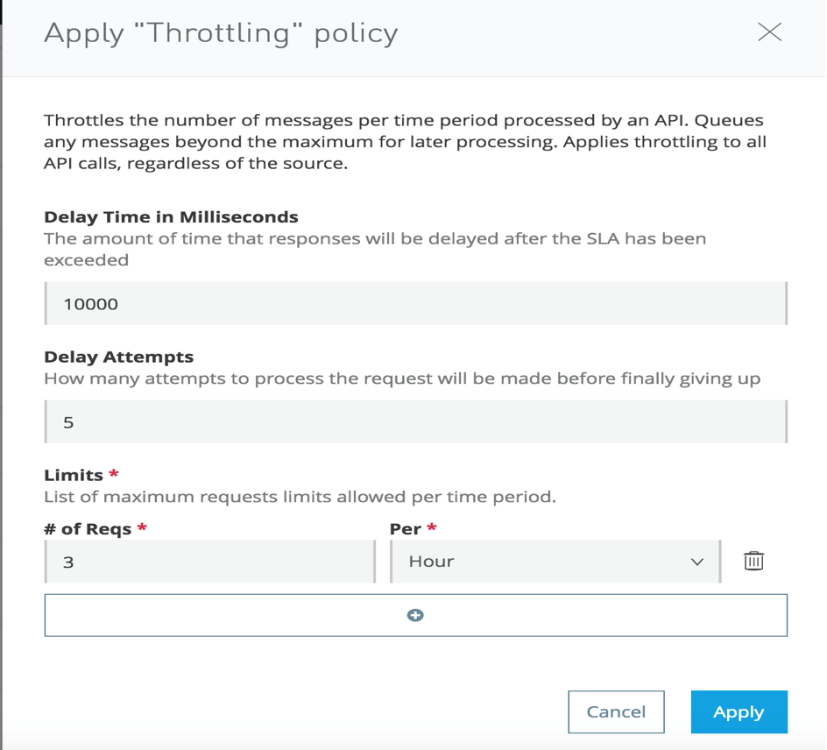 Apply "Throttling" policy
Throttles the number of messages per time period processed by an API. Queues
any messages beyond the maximum for later processing. Applies throttling to all
API calls, regardless of the source.
Delay Time in Milliseconds
The amount of time that responses will be delayed after the SLA has been
exceeded
10000
Delay Attempts
How many attempts to process the request will be made before finally giving up
5
Limits *
List of maximum requests limits allowed per time period.
# of Reqs * Per *
3 Hour
Cancel Apply